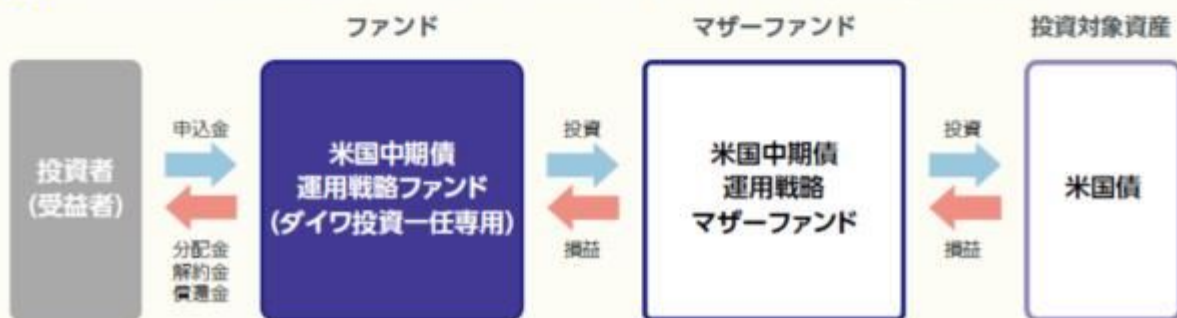 ファンド
マザーファンド
投資対象資産
投資者
(受益者)
申込金
分配金
解約金
償還金
米国中期債
運用戦略ファンド
(ダイワ投資一任専用)
投資
損益
米国中期債
運用戦略
マザーファンド
投資
損益
米国債